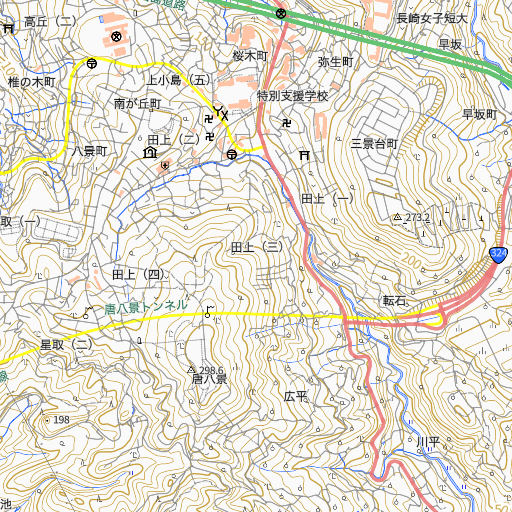 高丘（二）
道路
長崎女子短大
早坂
桜木町
弥生町
椎の木町
上小島（五）
特別支援学校
南が丘町
早坂町
田上（二）
三景台町
八景町
田上（一）
取（一）
273.2
田上（三）
324
田上（四）
転石
唐八景トンネル
星取（二）
298.6
唐八景
広平
198
川平
池